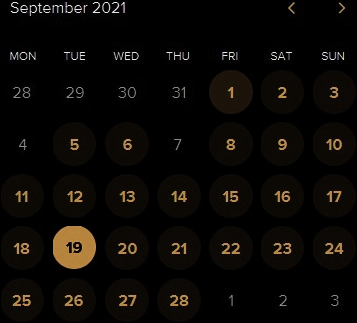 September 2021
MON TUE WED THU FRI SAT SUN
28 29 30 31 1 2 3
4 5 6 7 8 9 10
11 12 13 14 15 16 17
18 19 20 21 22 23 24
25 26 27 28 1 2 3